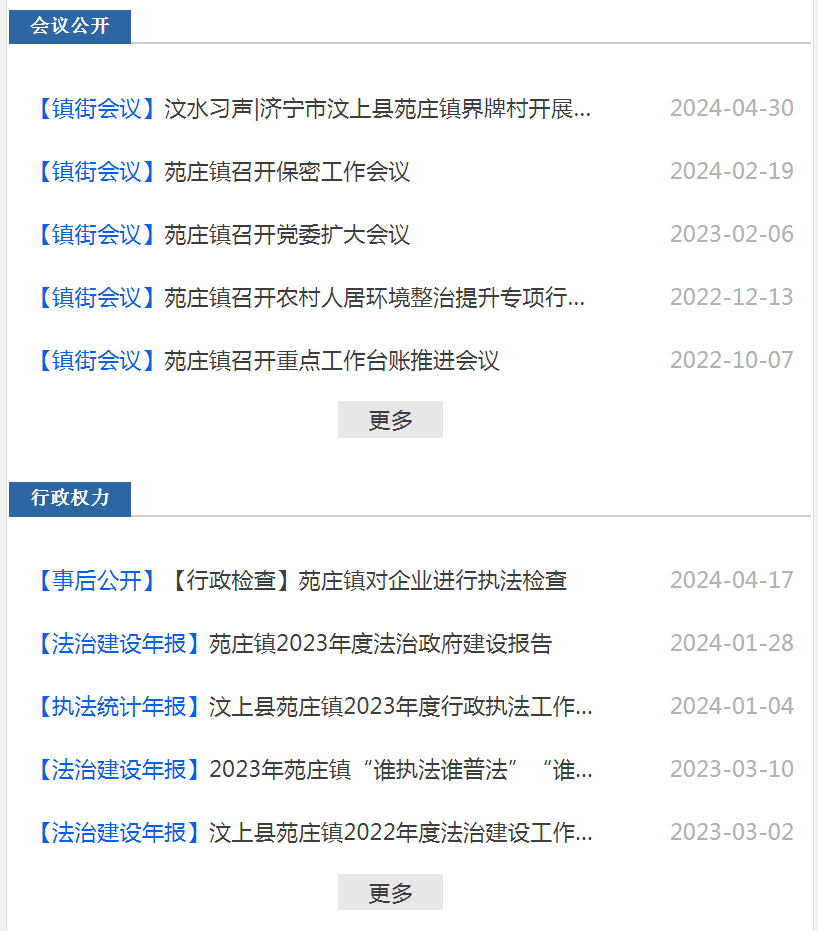 会议公开
【镇街会议】汶水习声|济宁市汶上县苑庄镇界牌村开展... 2024-04-30
【镇街会议】苑庄镇召开保密工作会议 2024-02-19
【镇街会议】苑庄镇召开党委扩大会议 2023-02-06
【镇街会议】苑庄镇召开农村人居环境整治提升专项行... 2022-12-13
【镇街会议】苑庄镇召开重点工作台账推进会议 2022-10-07
更多
行政权力
【事后公开】【行政检查】苑庄镇对企业进行执法检查 2024-04-17
【法治建设年报】苑庄镇2023年度法治政府建设报告 2024-01-28
【执法统计年报】汶上县苑庄镇2023年度行政执法工作... 2024-01-04
【法治建设年报】2023年苑庄镇“谁执法谁普法”“谁... 2023-03-10
【法治建设年报】汶上县苑庄镇2022年度法治建设工作... 2023-03-02
更多